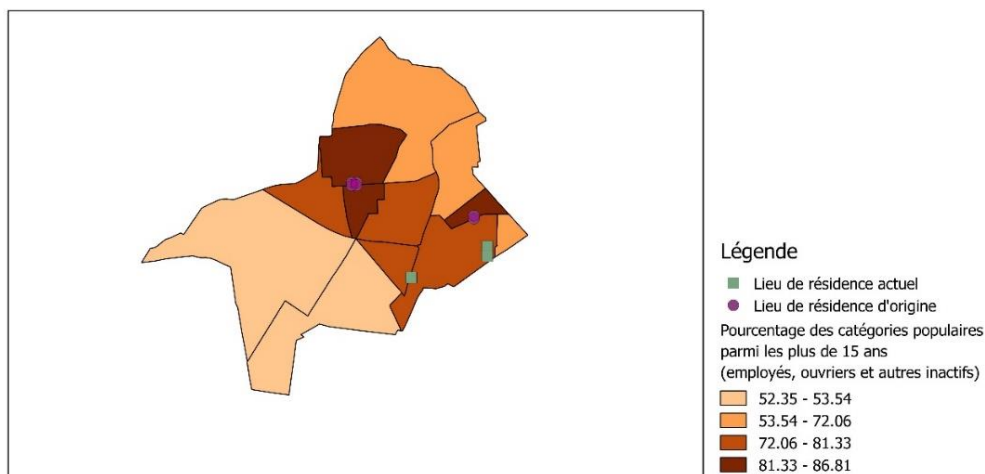 Légende
Lieu de résidence actuel
Lieu de résidence d'origine
Pourcentage des catégories populaires
parmi les plus de 15 ans
(employés, ouvriers et autres inactifs)
52.35 - 53.54
53.54 - 72.06
72.06 - 81.33
81.33 - 86.81